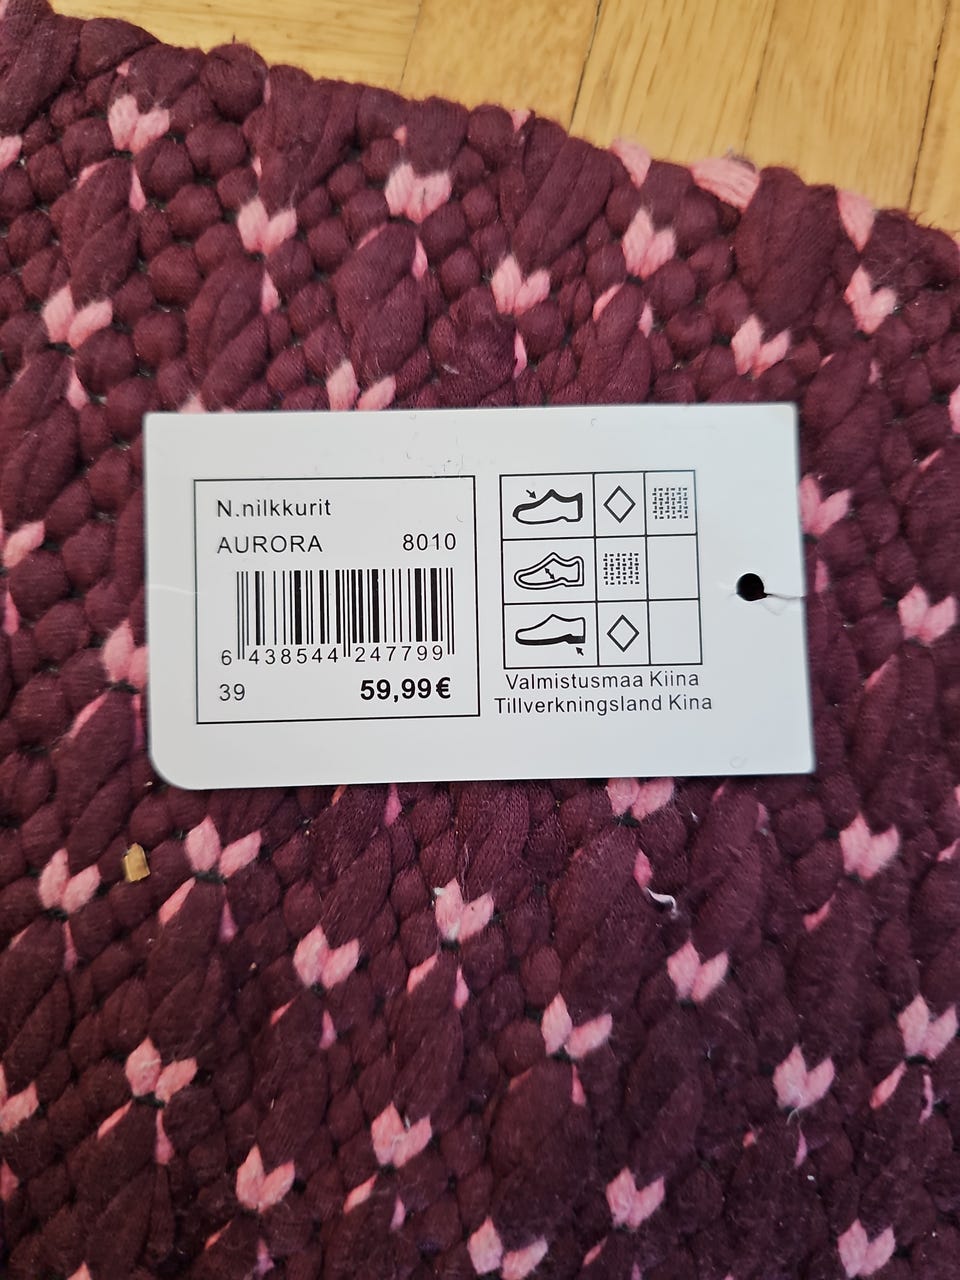 N.nilkkurit
AURORA 8010
6 438544 247799
39 59,99€
Valmistusmaa Kiina
Tillverkningsland Kina